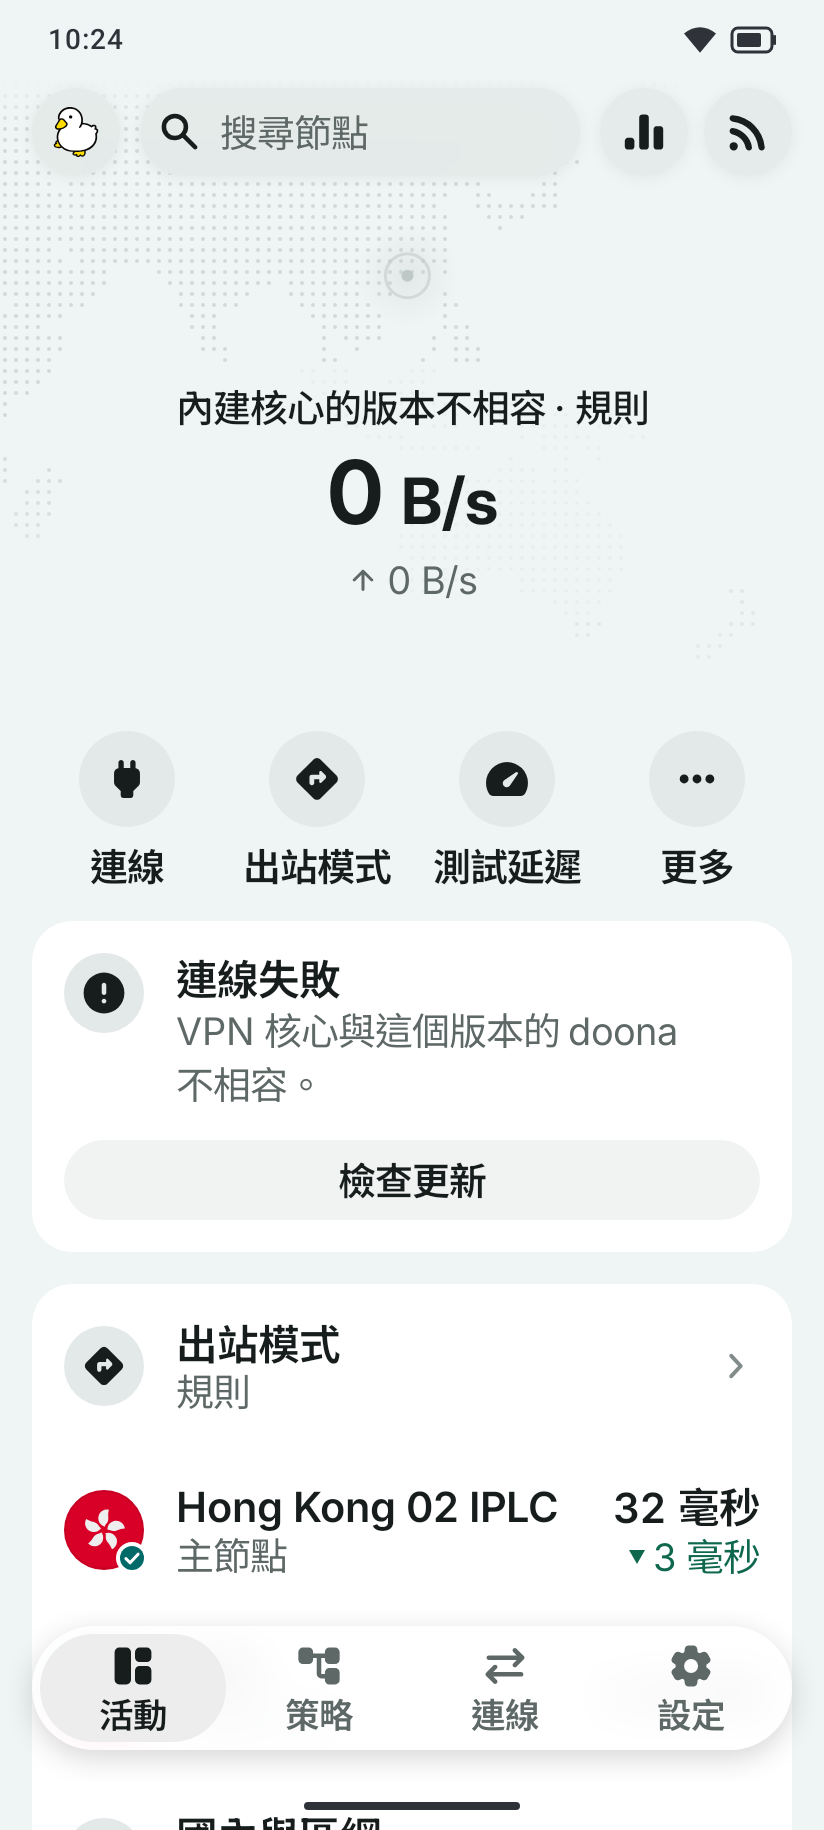 10:24
搜尋節點
內建核心的版本不相容 · 規則
0 B/s
↑ 0 B/s
連線
出站模式
測試延遲
更多
連線失敗
VPN 核心與這個版本的 doona
不相容。
檢查更新
出站模式
規則
Hong Kong 02 IPLC
32 毫秒
主節點
▼3 毫秒
活動
策略
連線
設定